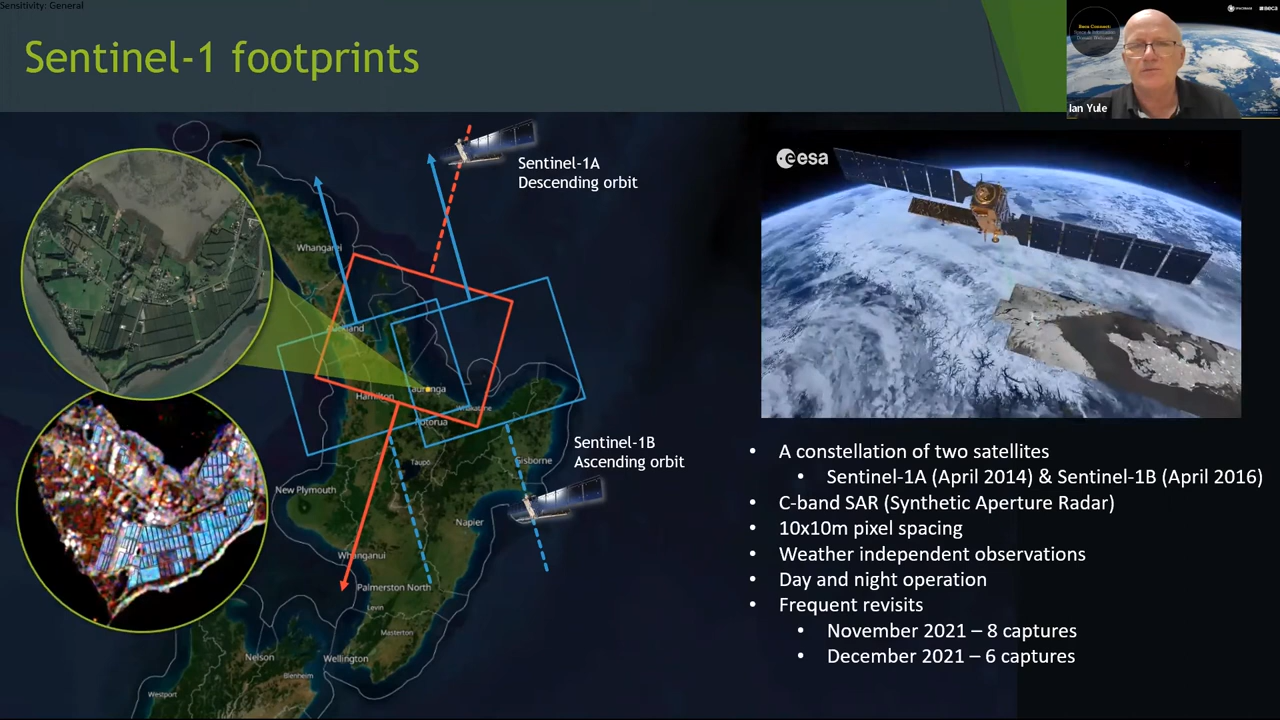 Sensitivity: General
Sentinel-1 footprints
Ian Yule
Sentinel-1A
Descending orbit
esa
Whangarei
Auckland
Hamilton
Rotorua
Taupō
Gisborne
New Plymouth
Napier
Whanganui
Palmerston North
Levin
Masterton
Wellington
Nelson
Blenheim
Westport
Sentinel-1B
Ascending orbit
• A constellation of two satellites
• Sentinel-1A (April 2014) & Sentinel-1B (April 2016)
• C-band SAR (Synthetic Aperture Radar)
• 10x10m pixel spacing
• Weather independent observations
• Day and night operation
• Frequent revisits
• November 2021 – 8 captures
• December 2021 – 6 captures